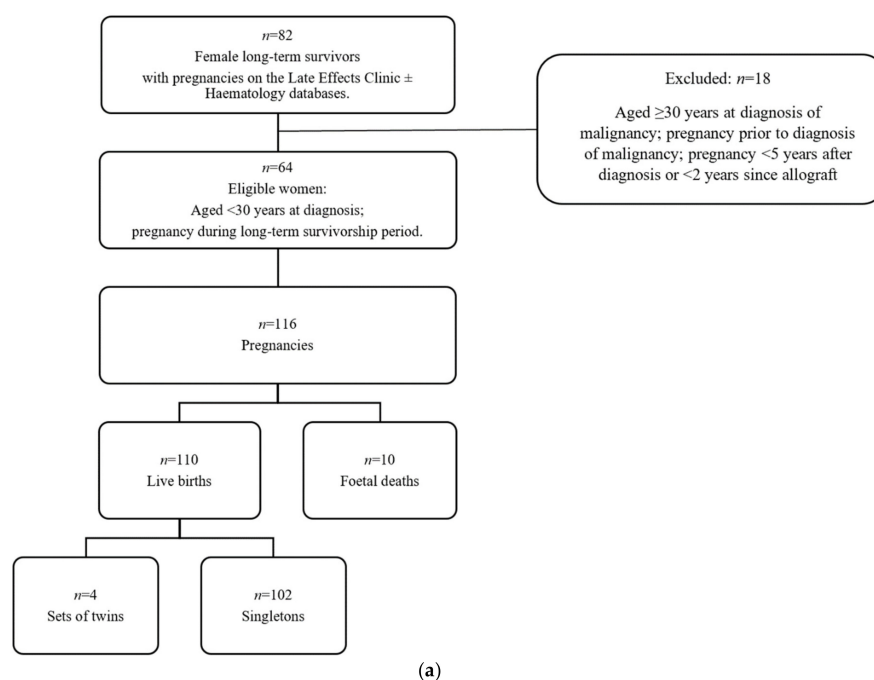 n=82
Female long-term survivors
with pregnancies on the Late Effects Clinic ±
Haematology databases.
Excluded: n=18
Aged ≥30 years at diagnosis of
malignancy; pregnancy prior to diagnosis
of malignancy; pregnancy <5 years after
diagnosis or <2 years since allograft
n=64
Eligible women:
Aged <30 years at diagnosis;
pregnancy during long-term survivorship period.
n=116
Pregnancies
n=110
Live births
n=10
Foetal deaths
n=4
Sets of twins
n=102
Singletons
(a)